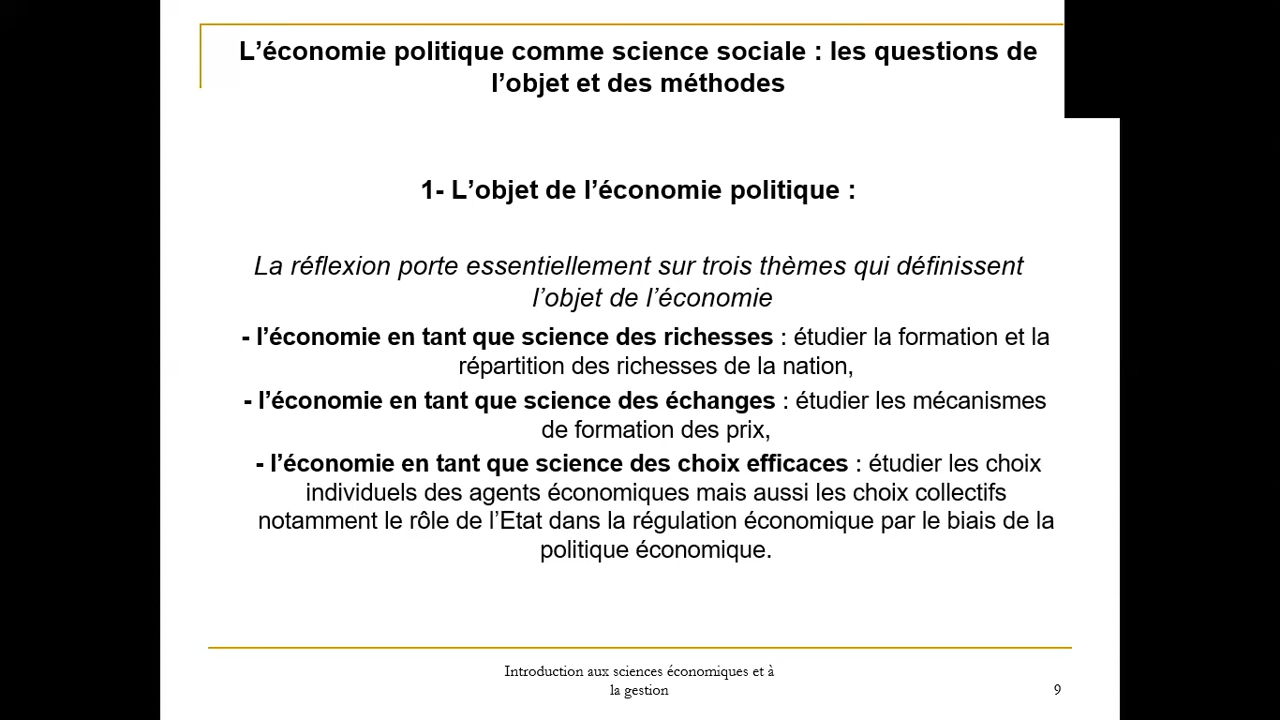 L’économie politique comme science sociale : les questions de
l’objet et des méthodes
1- L’objet de l’économie politique :
La réflexion porte essentiellement sur trois thèmes qui définissent
l’objet de l’économie
- l’économie en tant que science des richesses : étudier la formation et la
répartition des richesses de la nation,
- l’économie en tant que science des échanges : étudier les mécanismes
de formation des prix,
- l’économie en tant que science des choix efficaces : étudier les choix
individuels des agents économiques mais aussi les choix collectifs
notamment le rôle de l’Etat dans la régulation économique par le biais de la
politique économique.
Introduction aux sciences économiques et à
la gestion
9